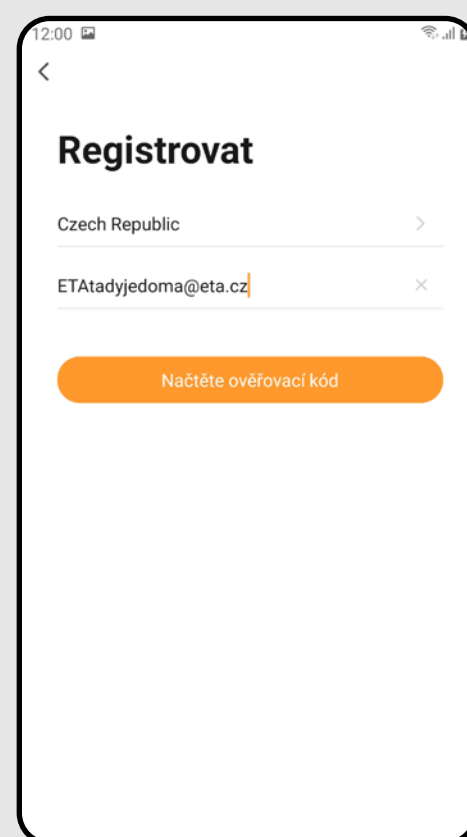 12:00
Registrovat
Czech Republic
ETAtadyjedoma@eta.cz
Načtěte ověřovací kód